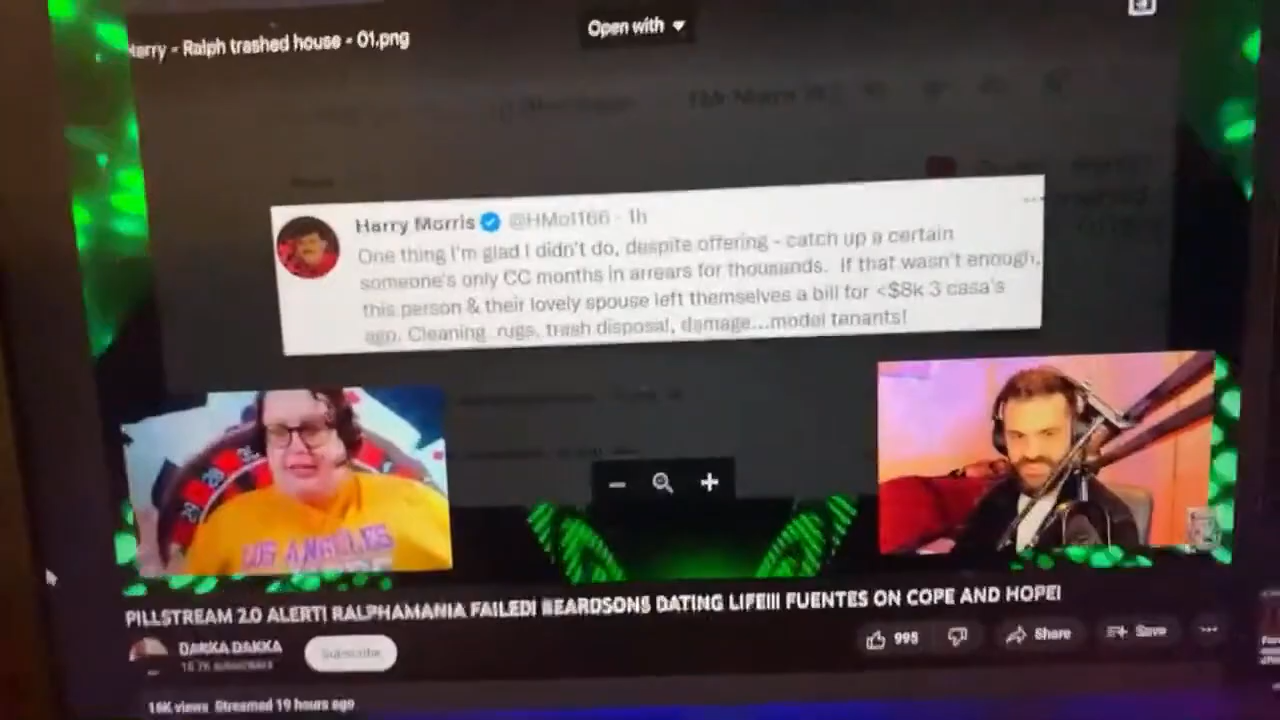 Harry - Ralph trashed house - 01.png
Open with
Harry Morris @HMo1166 · 1h
One thing I'm glad I didn't do, despite offering - catch up a certain
someone's only CC months in arrears for thousands. If that wasn't enough,
this person & their lovely spouse left themselves a bill for <$8k 3 casa's
ago. Cleaning rugs, trash disposal, damage...model tenants!
LOS ANGELES
PILLSTREAM 2.0 ALERT! RALPHAMANIA FAILED! BEARDSONS DATING LIFE!!! FUENTES ON COPE AND HOPE!
DAKKA DAKKA
Subscribe
995
Share
Save
16K views Streamed 19 hours ago